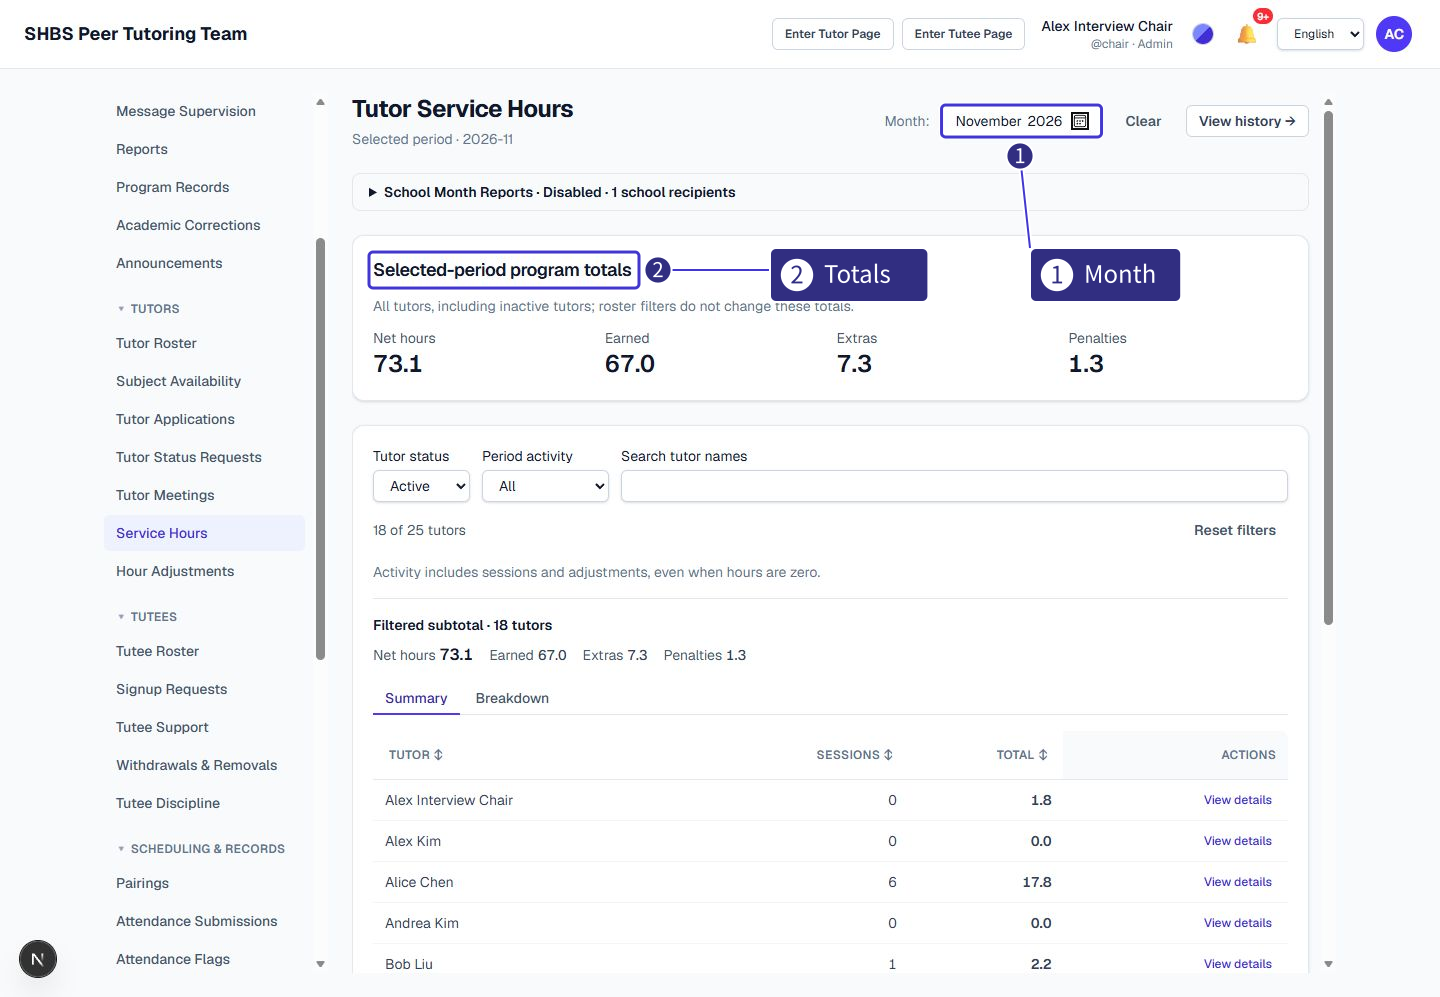 SHBS Peer Tutoring Team
Enter Tutor Page
Enter Tutee Page
Alex Interview Chair
@chair · Admin
9+
English
AC
Message Supervision
Reports
Program Records
Academic Corrections
Announcements
TUTORS
Tutor Roster
Subject Availability
Tutor Applications
Tutor Status Requests
Tutor Meetings
Service Hours
Hour Adjustments
TUTEES
Tutee Roster
Signup Requests
Tutee Support
Withdrawals & Removals
Tutee Discipline
SCHEDULING & RECORDS
Pairings
Attendance Submissions
Attendance Flags
N
Tutor Service Hours
Selected period · 2026-11
Month:
November 2026
Clear
View history →
1
School Month Reports · Disabled · 1 school recipients
Selected-period program totals
2
2 Totals
1 Month
All tutors, including inactive tutors; roster filters do not change these totals.
Net hours Earned Extras Penalties
73.1 67.0 7.3 1.3
Tutor status Period activity Search tutor names
Active All
18 of 25 tutors Reset filters
Activity includes sessions and adjustments, even when hours are zero.
Filtered subtotal · 18 tutors
Net hours 73.1 Earned 67.0 Extras 7.3 Penalties 1.3
Summary Breakdown
TUTOR SESSIONS TOTAL ACTIONS
Alex Interview Chair 0 1.8 View details
Alex Kim 0 0.0 View details
Alice Chen 6 17.8 View details
Andrea Kim 0 0.0 View details
Bob Liu 1 2.2 View details